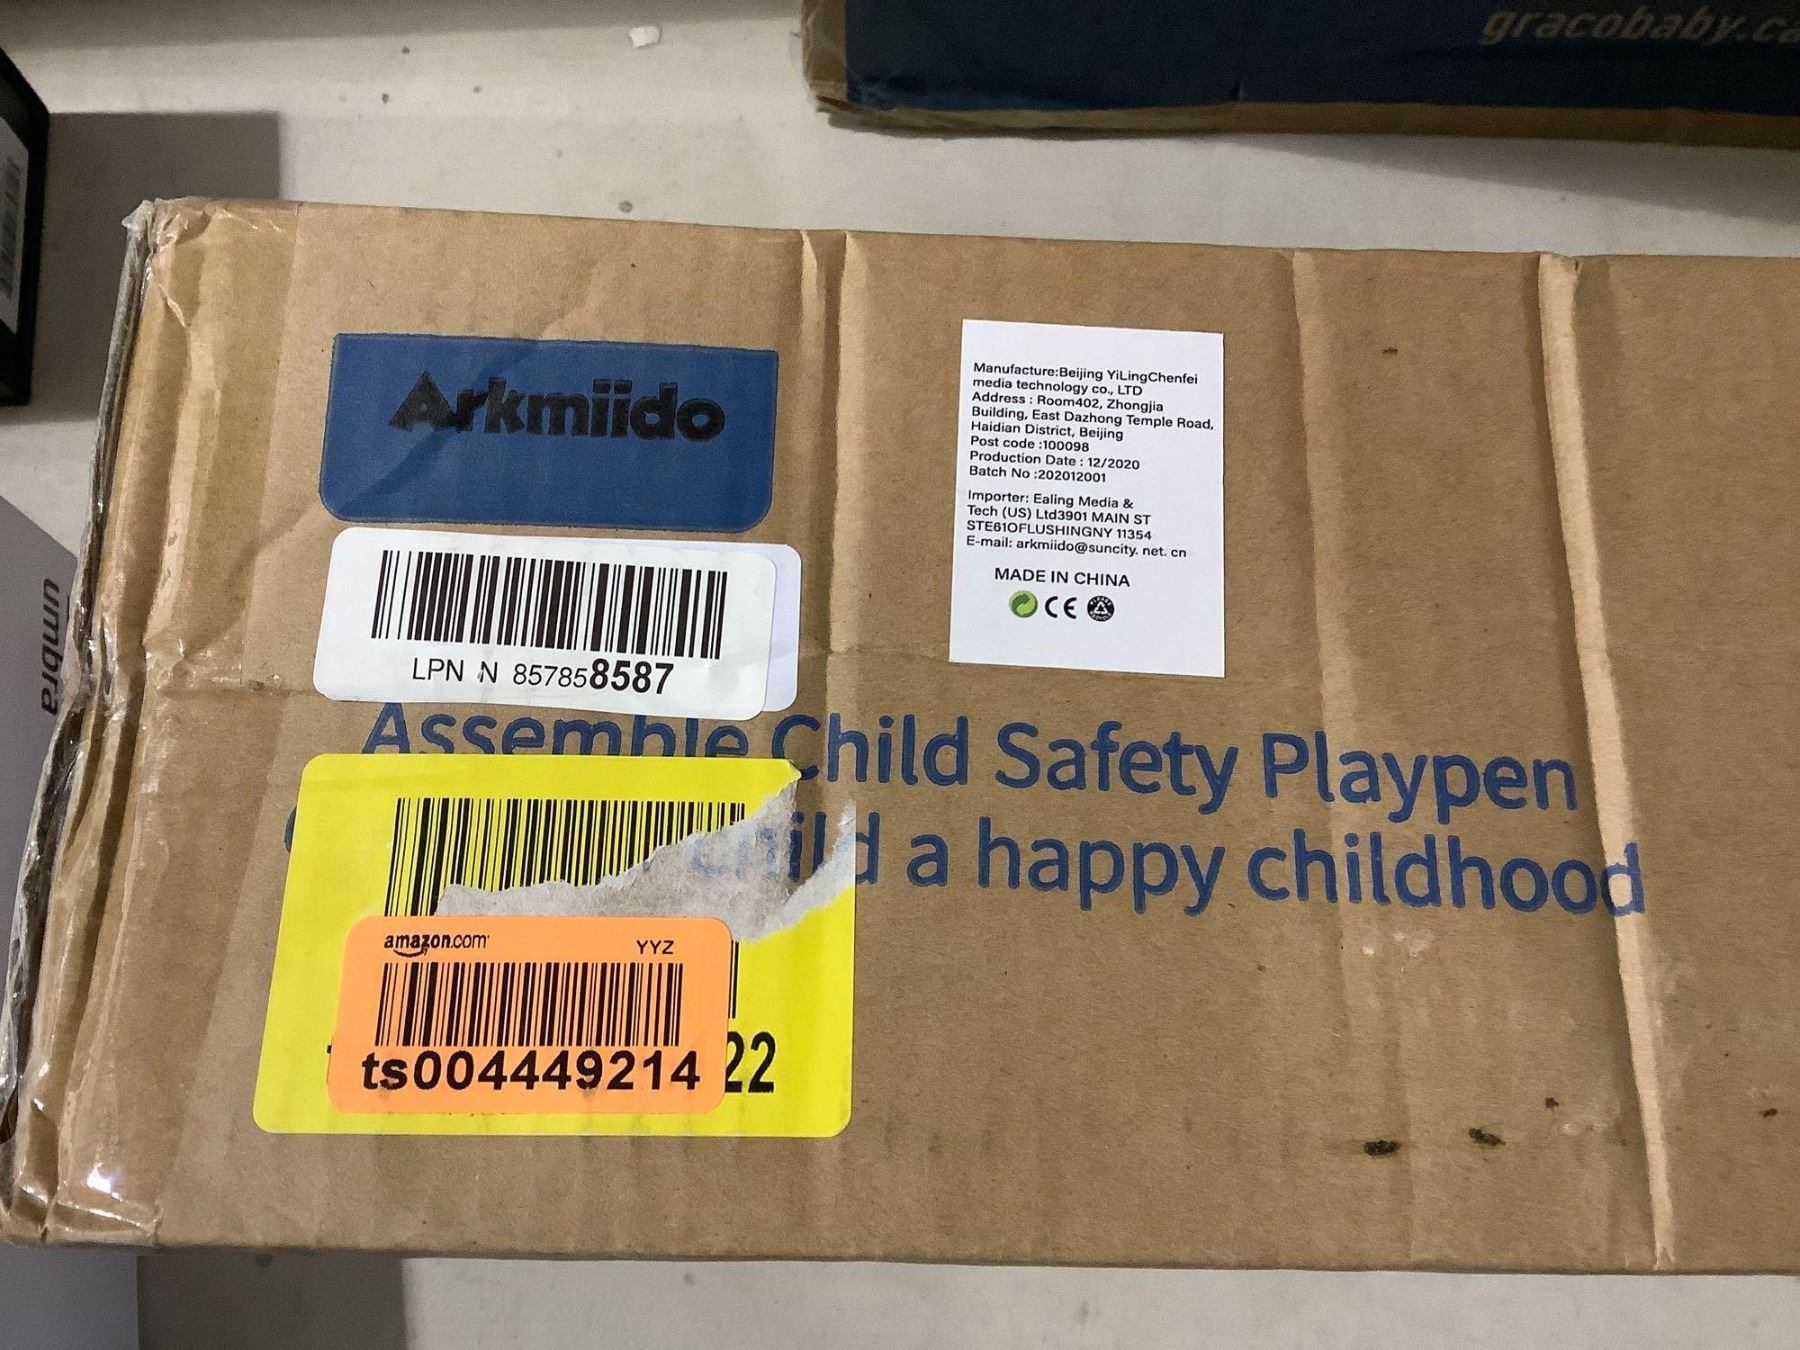 gracobaby.ca
umbra
Arkmiido
Manufacture:Beijing YiLingChenfei
media technology co., LTD
Address : Room402, Zhongjia
Building, East Dazhong Temple Road,
Haidian District, Beijing
Post code :100098
Production Date : 12/2020
Batch No :202012001
Importer: Ealing Media &
Tech (US) Ltd3901 MAIN ST
STE61OFLUSHINGNY 11354
E-mail: arkmiido@suncity. net. cn
MADE IN CHINA
CE
LPN N 857858587
Assemble Child Safety Playpen
child a happy childhood
amazon.com YYZ
ts004449214
22